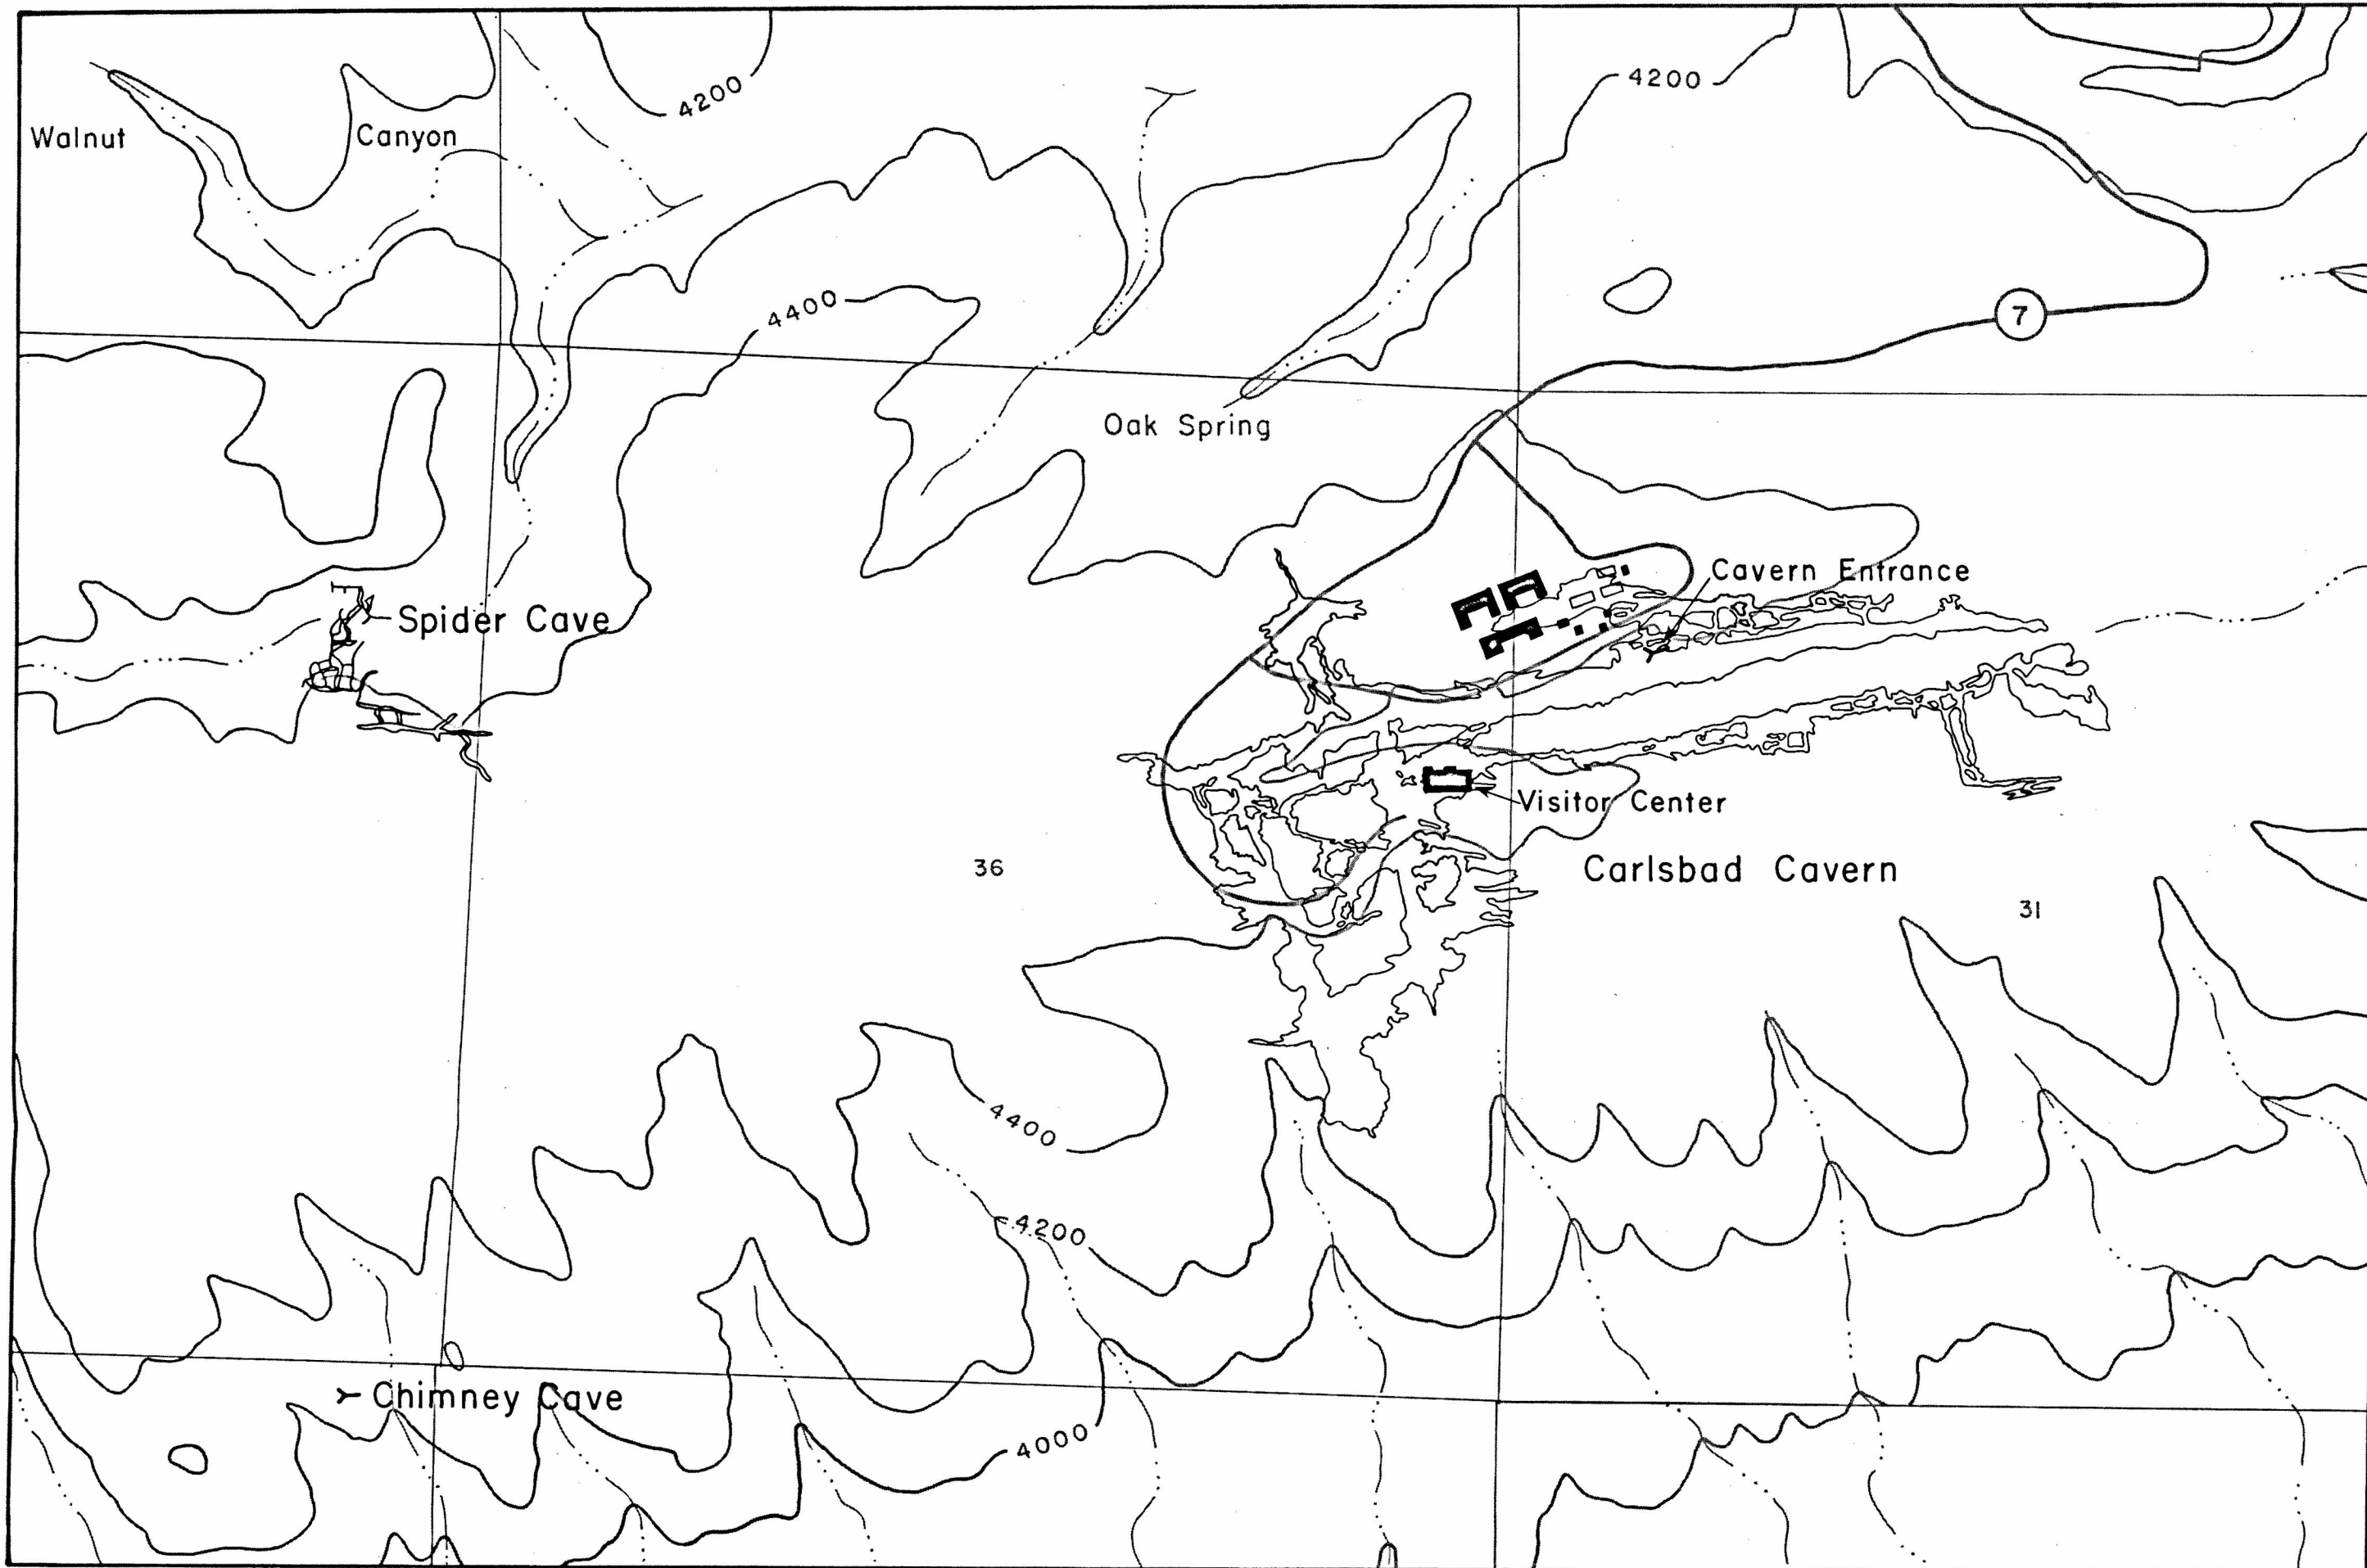 4200
4200
Walnut Canyon
4400
7
Oak Spring
Cavern Entrance
Spider Cave
Visitor Center
36
Carlsbad Cavern
31
4400
4200
Chimney Cave
4000